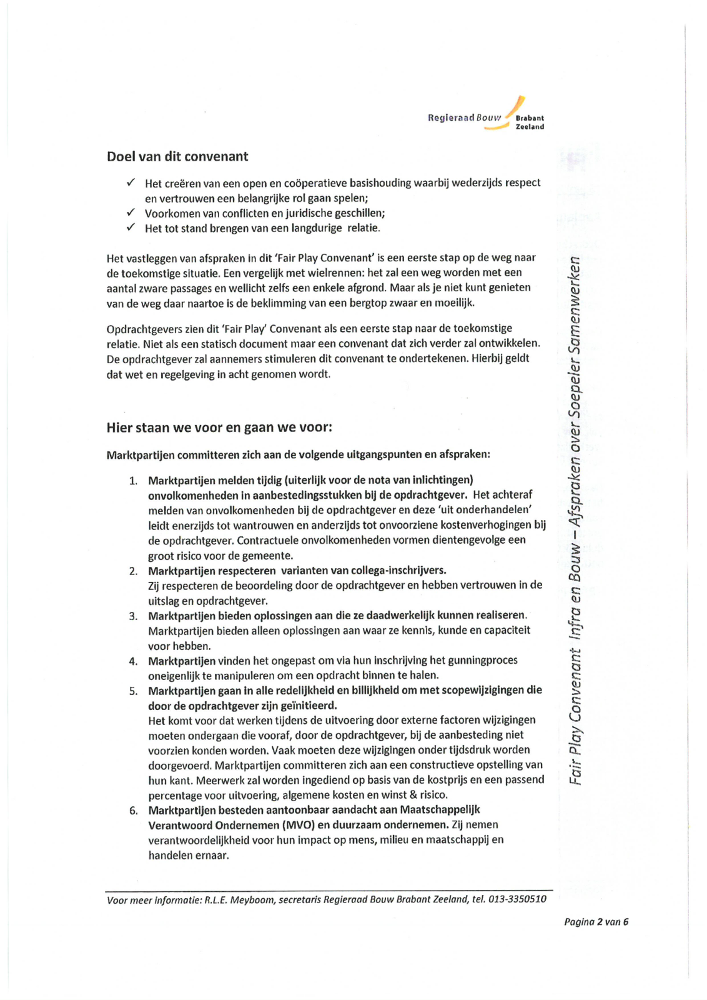 Regieraad Bouw Brabant
Zeeland
Doel van dit convenant
✓ Het creëren van een open en coöperatieve basishouding waarbij wederzijds respect
en vertrouwen een belangrijke rol gaan spelen;
✓ Voorkomen van conflicten en juridische geschillen;
✓ Het tot stand brengen van een langdurige relatie.
Het vastleggen van afspraken in dit ‘Fair Play Convenant’ is een eerste stap op de weg naar
de toekomstige situatie. Een vergelijk met wielrennen: het zal een weg worden met een
aantal zware passages en wellicht zelfs een enkele afgrond. Maar als je niet kunt genieten
van de weg daar naartoe is de beklimming van een bergtop zwaar en moeilijk.
Opdrachtgevers zien dit ‘Fair Play’ Convenant als een eerste stap naar de toekomstige
relatie. Niet als een statisch document maar een convenant dat zich verder zal ontwikkelen.
De opdrachtgever zal aannemers stimuleren dit convenant te ondertekenen. Hierbij geldt
dat wet en regelgeving in acht genomen wordt.
Hier staan we voor en gaan we voor:
Marktpartijen committeren zich aan de volgende uitgangspunten en afspraken:
1. Marktpartijen melden tijdig (uiterlijk voor de nota van inlichtingen)
onvolkomenheden in aanbestedingsstukken bij de opdrachtgever. Het achteraf
melden van onvolkomenheden bij de opdrachtgever en deze ‘uit onderhandelen’
leidt enerzijds tot wantrouwen en anderzijds tot onvoorziene kostenverhogingen bij
de opdrachtgever. Contractuele onvolkomenheden vormen dientengevolge een
groot risico voor de gemeente.
2. Marktpartijen respecteren varianten van collega-inschrijvers.
Zij respecteren de beoordeling door de opdrachtgever en hebben vertrouwen in de
uitslag en opdrachtgever.
3. Marktpartijen bieden oplossingen aan die ze daadwerkelijk kunnen realiseren.
Marktpartijen bieden alleen oplossingen aan waar ze kennis, kunde en capaciteit
voor hebben.
4. Marktpartijen vinden het ongepast om via hun inschrijving het gunningproces
oneigenlijk te manipuleren om een opdracht binnen te halen.
5. Marktpartijen gaan in alle redelijkheid en billijkheid om met scopewijzigingen die
door de opdrachtgever zijn geïnitieerd.
Het komt voor dat werken tijdens de uitvoering door externe factoren wijzigingen
moeten ondergaan die vooraf, door de opdrachtgever, bij de aanbesteding niet
voorzien konden worden. Vaak moeten deze wijzigingen onder tijdsdruk worden
doorgevoerd. Marktpartijen committeren zich aan een constructieve opstelling van
hun kant. Meerwerk zal worden ingediend op basis van de kostprijs en een passend
percentage voor uitvoering, algemene kosten en winst & risico.
6. Marktpartijen besteden aantoonbaar aandacht aan Maatschappelijk
Verantwoord Ondernemen (MVO) en duurzaam ondernemen. Zij nemen
verantwoordelijkheid voor hun impact op mens, milieu en maatschappij en
handelen ernaar.
Fair Play Convenant Infra en Bouw – Afspraken over Soepeler Samenwerken
Voor meer informatie: R.L.E. Meyboom, secretaris Regieraad Bouw Brabant Zeeland, tel. 013-3350510
Pagina 2 van 6